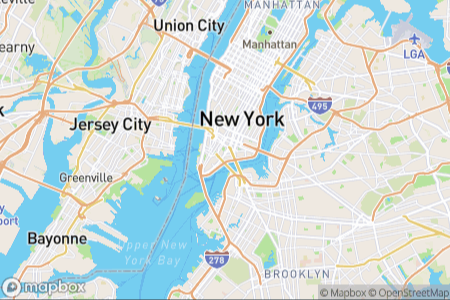 MANHATTAN
Union City
Manhattan
earny
LGA
k
495
New York
Jersey City
Greenville
y
port
Bayonne
Upper New
York Bay
278
BROOKLYN
mapbox
© Mapbox © OpenStreetMap